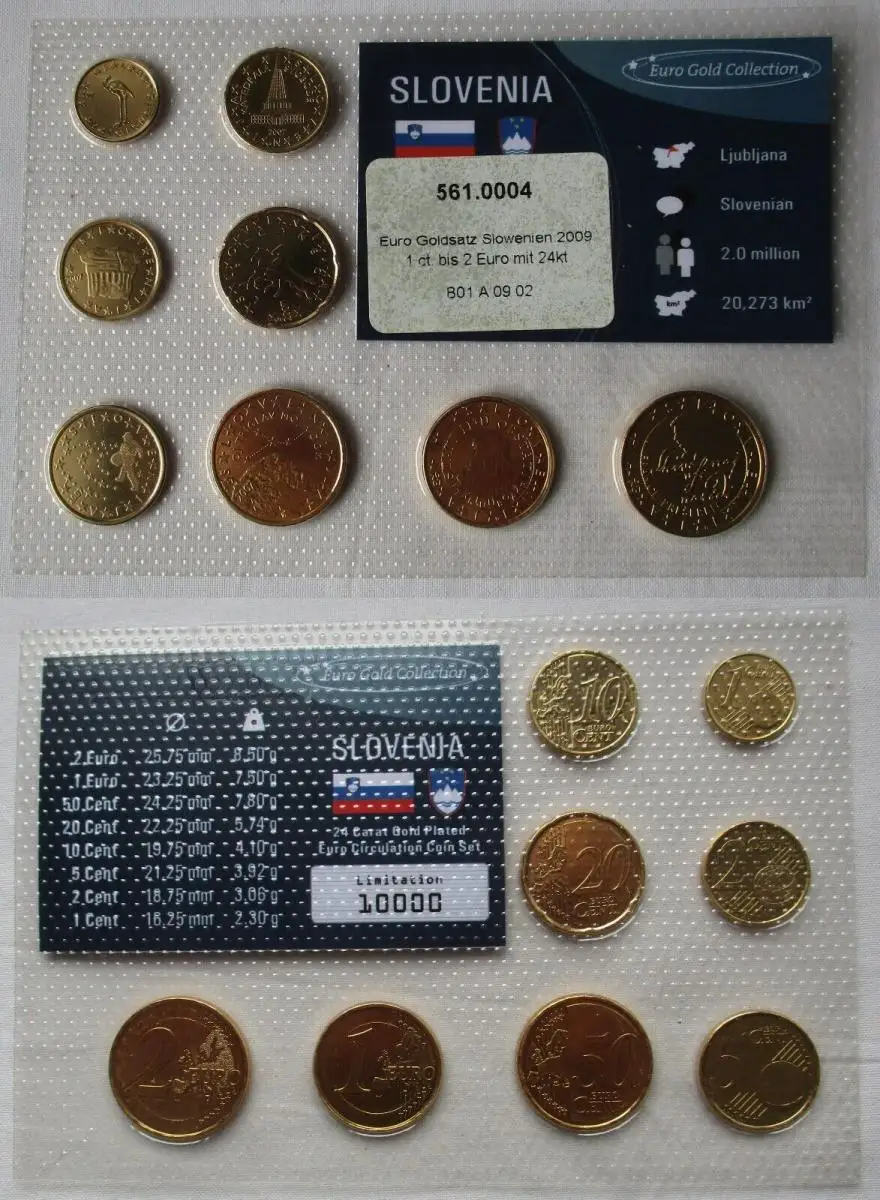 SLOVENIA
Euro Gold Collection
Ljubljana
Slovenian
2.0 million
km²
20,273 km²
561.0004
Euro Goldsatz Slowenien 2009
1 ct. bis 2 Euro mit 24kt
B01 A 09 02
2007
Euro Gold Collection
SLOVENIA
2 Euro 25.75 mm 8.50 g
1 Euro 23.25 mm 7.50 g
50 Cent 24.25 mm 7.80 g
20 Cent 22.25 mm 5.74 g
10 Cent 19.75 mm 4.10 g
5 Cent 21.25 mm 3.92 g
2 Cent 18.75 mm 3.06 g
1 Cent 16.25 mm 2.30 g
24 Carat Gold Plated
Euro Circulation Coin Set
Limitation
10000
10
EURO
CENT
1
20
EURO
CENT
2
2 EURO
1 EURO
50
EURO
CENT
5